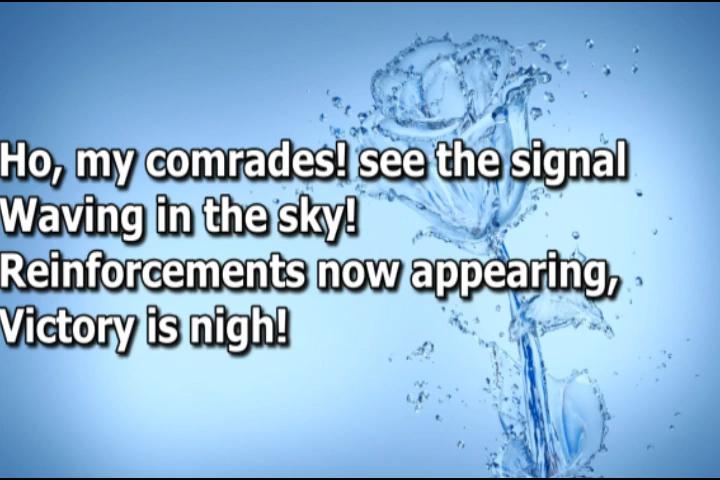 Ho, my comrades! see the signal
Waving in the sky!
Reinforcements now appearing,
Victory is nigh!